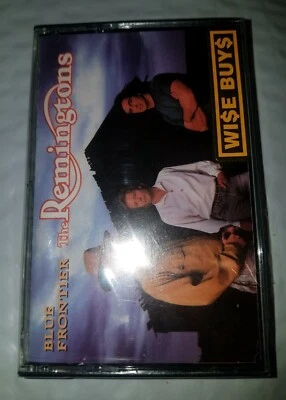 The Remingtons
BLUE
FRONTIER
WI$E BUY$